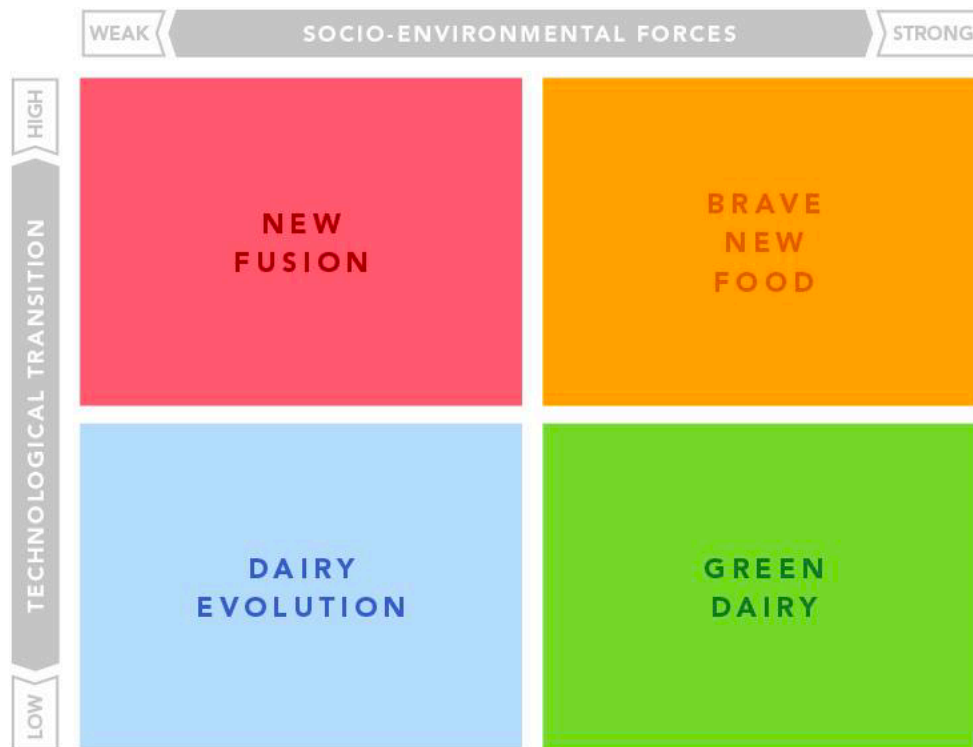 WEAK
SOCIO-ENVIRONMENTAL FORCES
STRONG
HIGH
TECHNOLOGICAL TRANSITION
LOW
NEW
FUSION
BRAVE
NEW
FOOD
DAIRY
EVOLUTION
GREEN
DAIRY